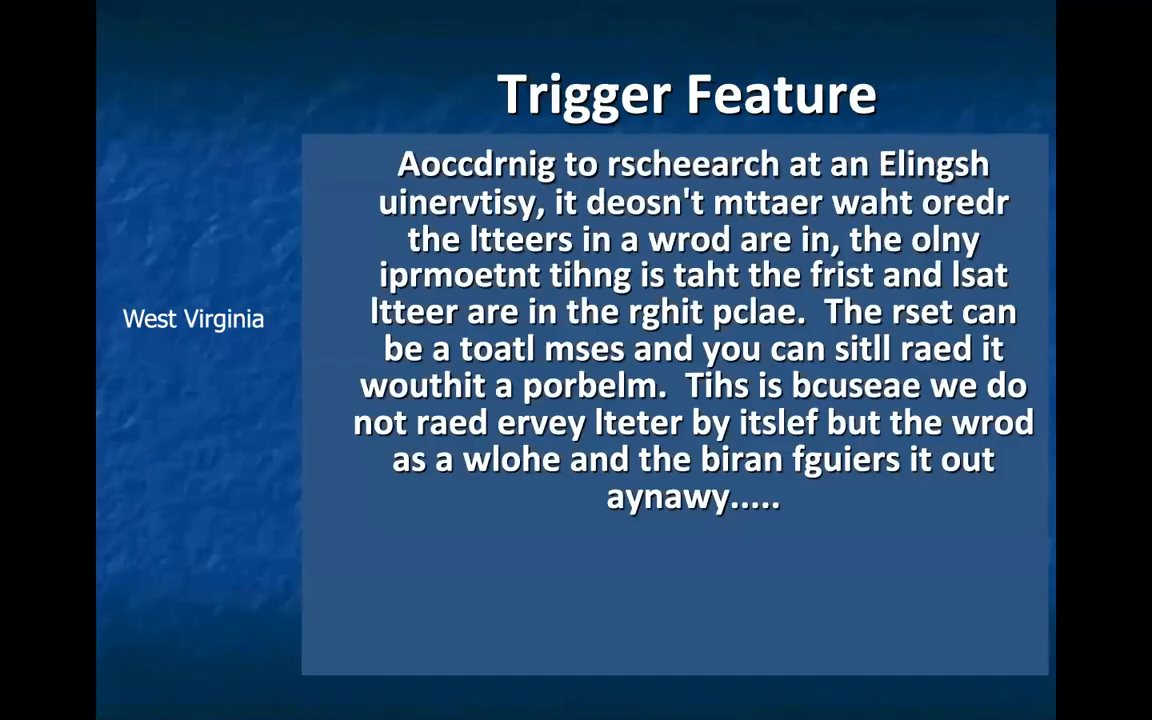 Trigger Feature
Aoccdrnig to rscheearch at an Elingsh
uinervtisy, it deosn't mttaer waht oredr
the ltteers in a wrod are in, the olny
iprmoetnt tihng is taht the frist and lsat
ltteer are in the rghit pclae.  The rset can
be a toatl mses and you can sitll raed it
wouthit a porbelm.  Tihs is bcuseae we do
not raed ervey lteter by itslef but the wrod
as a wlohe and the biran fguiers it out
aynawy.....
West Virginia